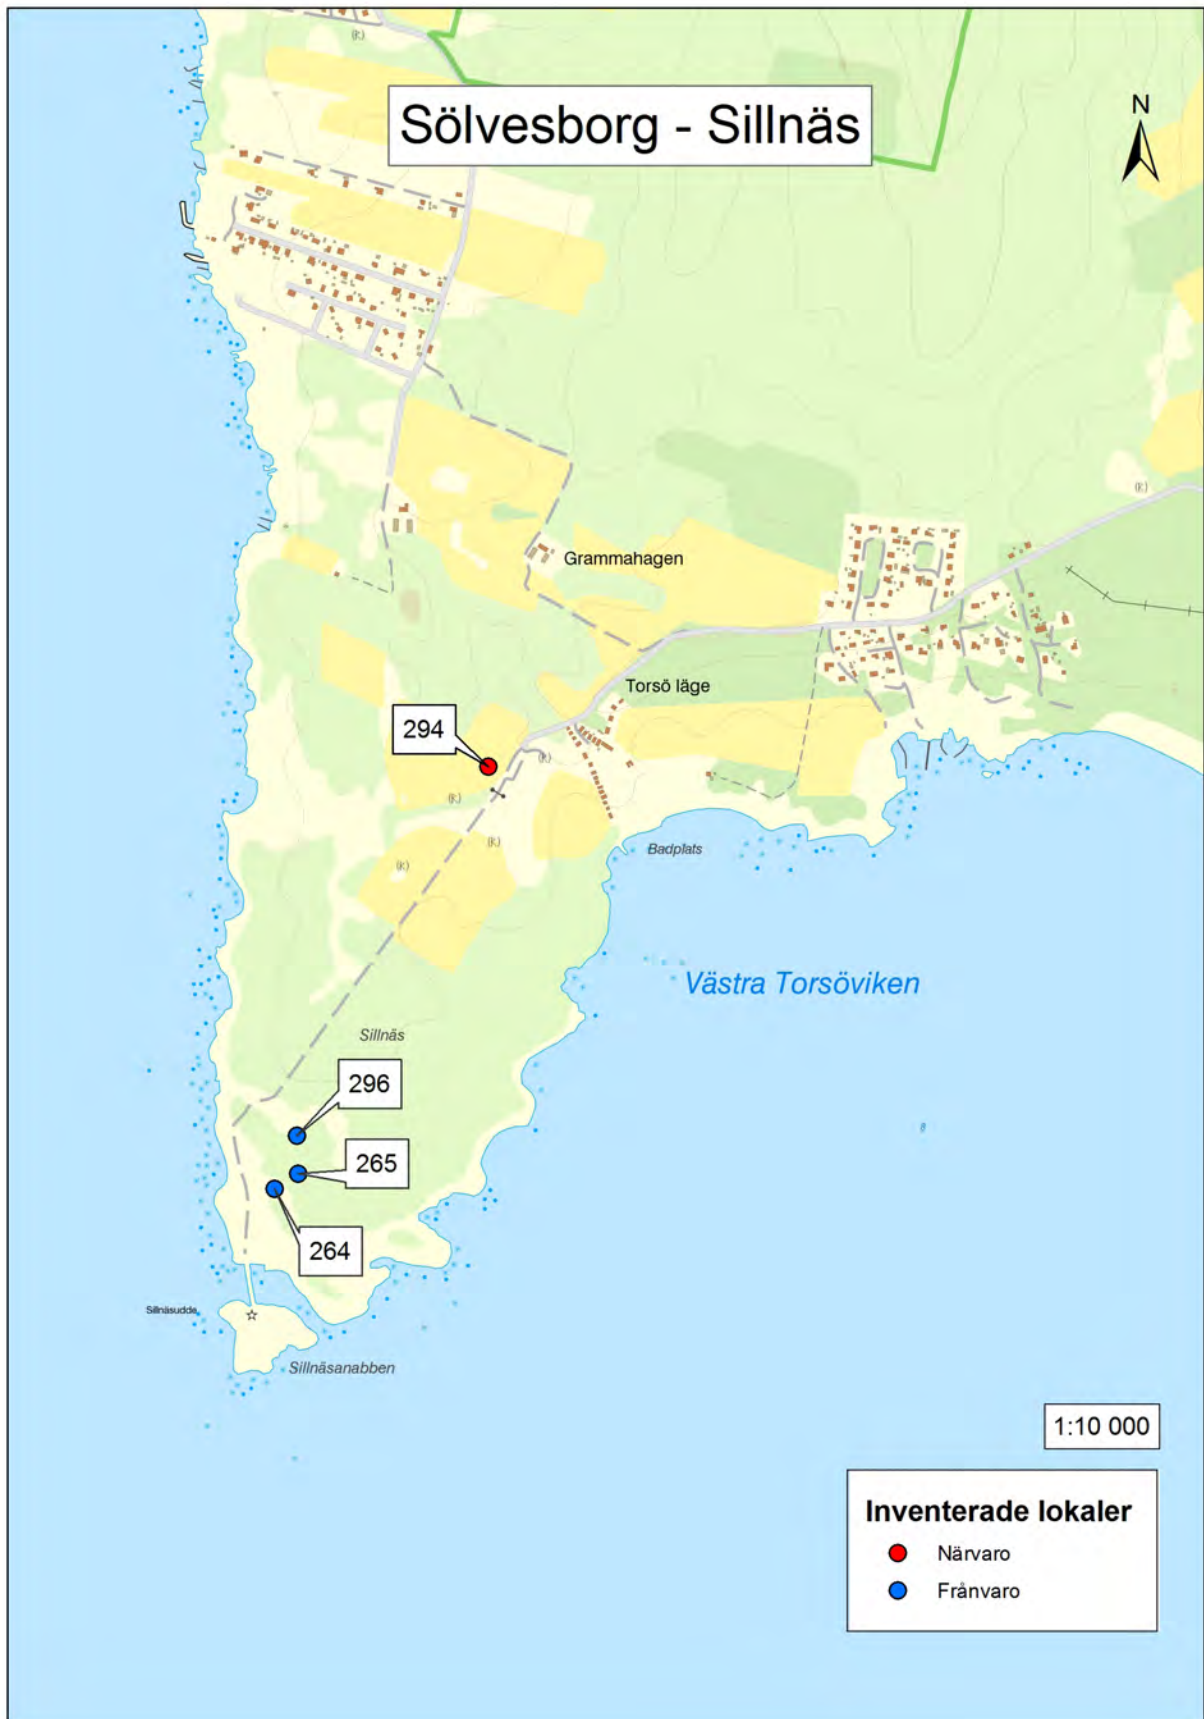 (k)
Sölvesborg - Sillnäs
N
(k)
Grammahagen
Torsö läge
294
(k)
(k)
(k)
(k)
Badplats
Västra Torsöviken
Sillnäs
296
265
264
Sillnäsudde
Sillnäsanabben
1:10 000
Inventerade lokaler
Närvaro
Frånvaro